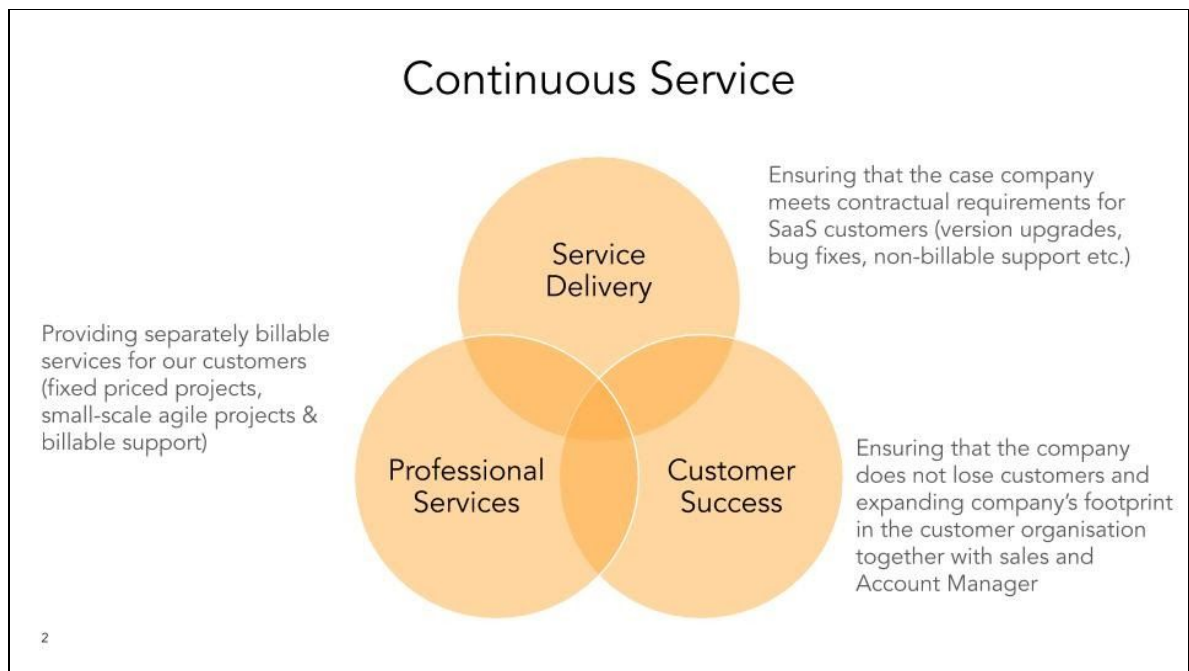 Continuous Service
Service
Delivery
Ensuring that the case company
meets contractual requirements for
SaaS customers (version upgrades,
bug fixes, non-billable support etc.)
Providing separately billable
services for our customers
(fixed priced projects,
small-scale agile projects &
billable support)
Professional
Services
Customer
Success
Ensuring that the company
does not lose customers and
expanding company’s footprint
in the customer organisation
together with sales and
Account Manager
2